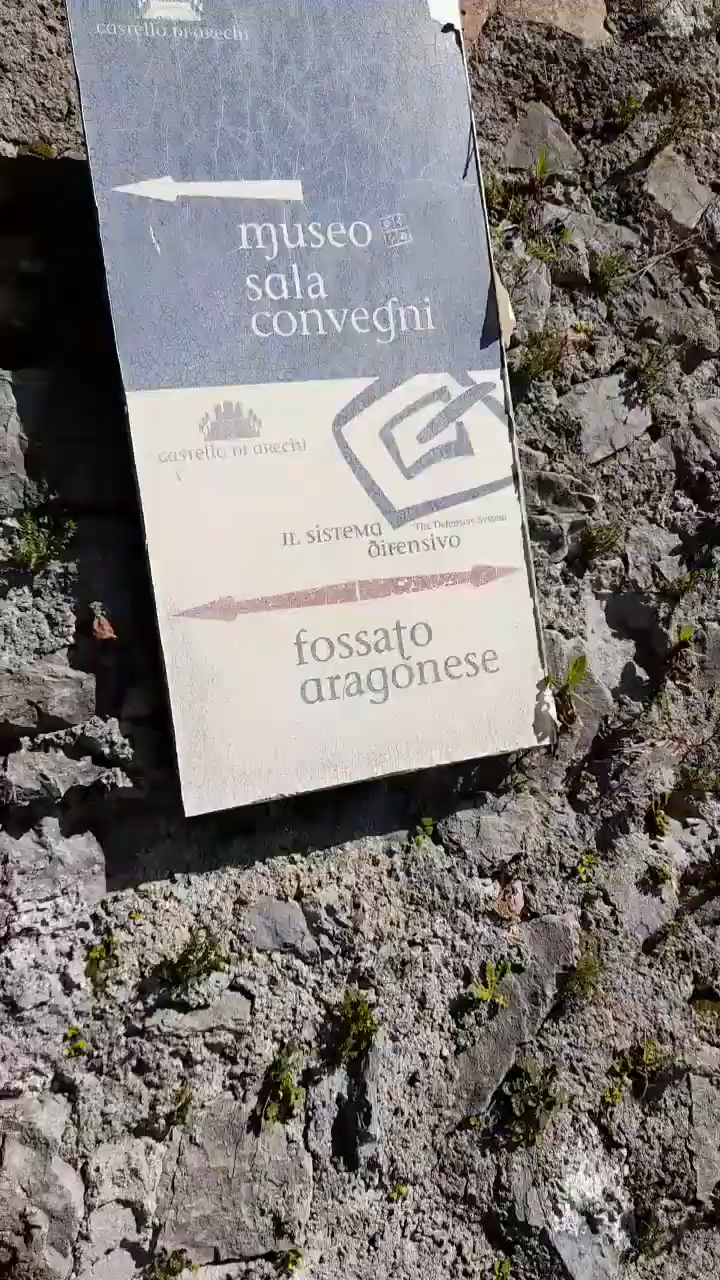 castello di arechi
museo
sala
convegni
castello di arechi
IL sistema
difensivo
The Defensive System
fossato
aragonese